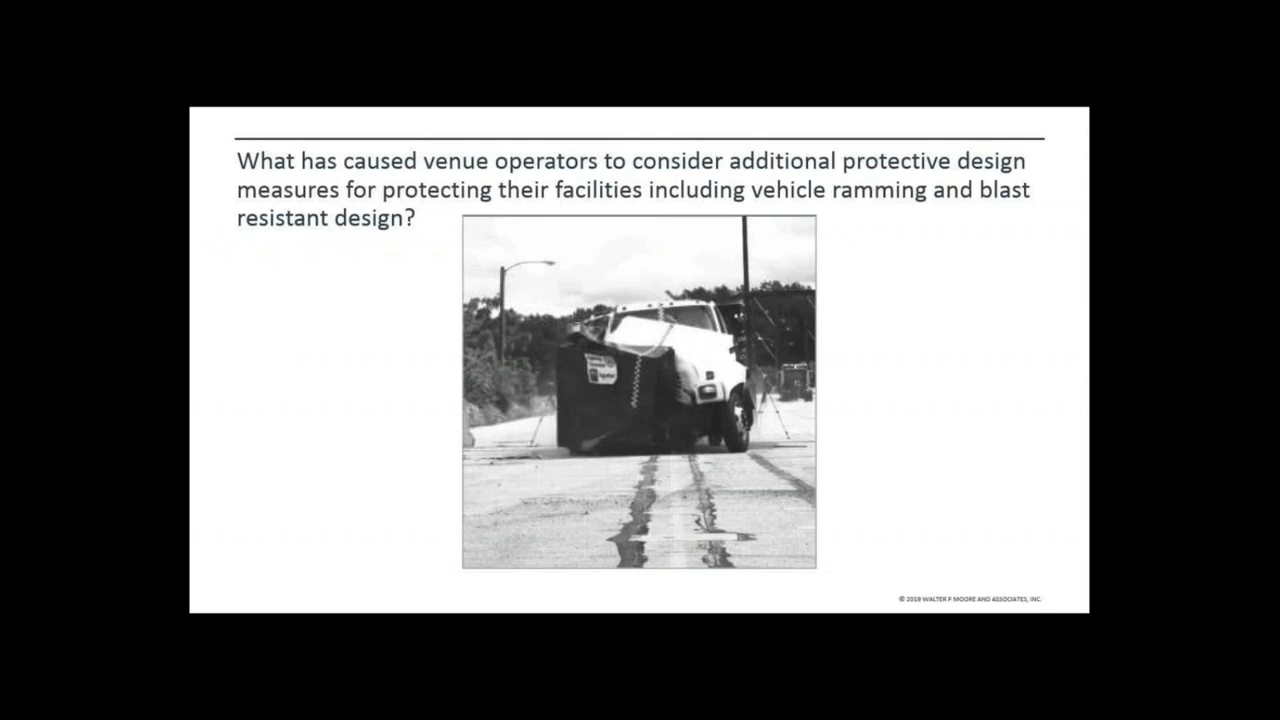 What has caused venue operators to consider additional protective design
measures for protecting their facilities including vehicle ramming and blast
resistant design?
© 2019 WALTER P MOORE AND ASSOCIATES, INC.